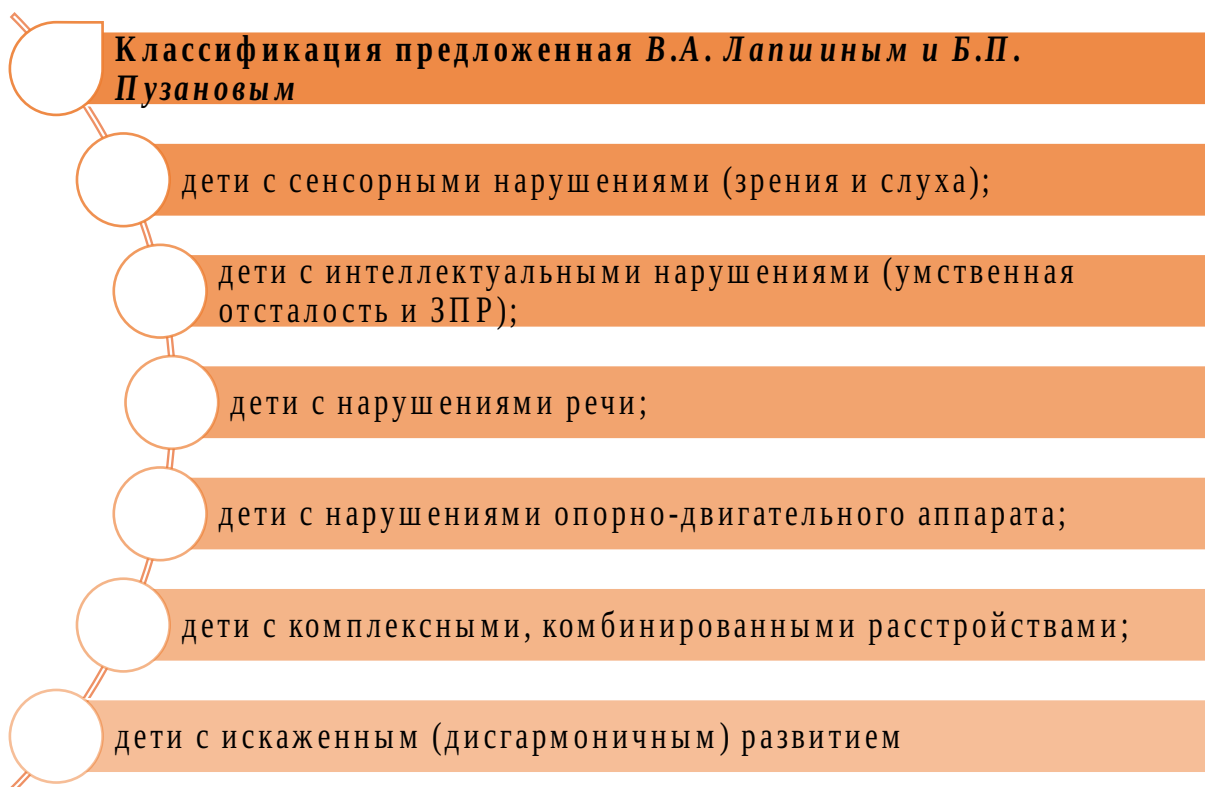 Классификация предложенная В.А. Лапшиным и Б.П.
Пузановым
дети с сенсорными нарушениями (зрения и слуха);
дети с интеллектуальными нарушениями (умственная
отсталость и ЗПР);
дети с нарушениями речи;
дети с нарушениями опорно-двигательного аппарата;
дети с комплексными, комбинированными расстройствами;
дети с искаженным (дисгармоничным) развитием